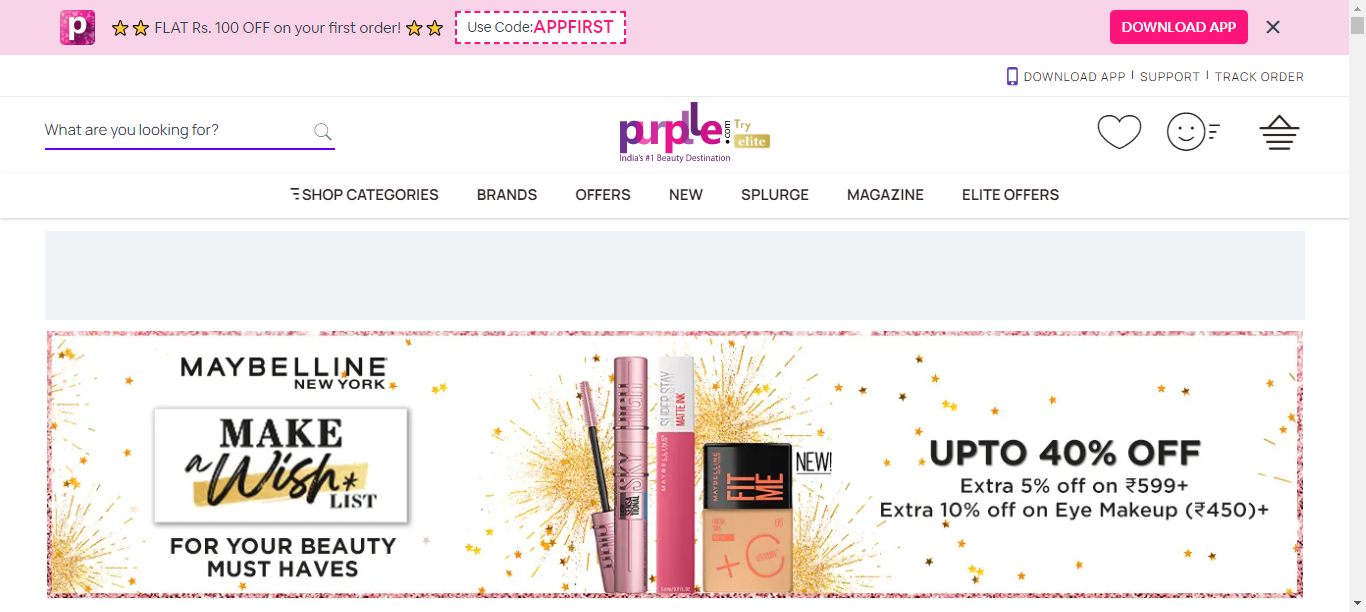 FLAT Rs. 100 OFF on your first order!
Use Code:APPFIRST
DOWNLOAD APP
DOWNLOAD APP
SUPPORT
TRACK ORDER
What are you looking for?
purplle.com
Try
elite
India's #1 Beauty Destination
SHOP CATEGORIES
BRANDS
OFFERS
NEW
SPLURGE
MAGAZINE
ELITE OFFERS
MAYBELLINE
NEW YORK
MAKE
a Wish
LIST
FOR YOUR BEAUTY
MUST HAVES
SKY HIGH
SUPER STAY
MATTE INK
MAYBELLINE
MAYBELLINE
FIT
ME
+C
NEW!
UPTO 40% OFF
Extra 5% off on ₹599+
Extra 10% off on Eye Makeup (₹450)+